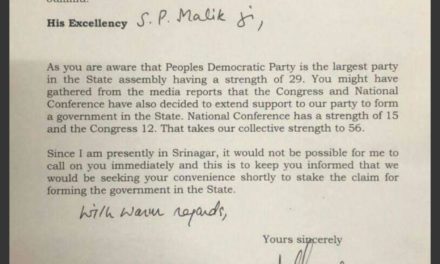 His Excellency S. P. Malik Ji,
As you are aware that Peoples Democratic Party is the largest party
in the State assembly having a strength of 29. You might have
gathered from the media reports that the Congress and National
Conference have also decided to extend support to our party to form
a government in the State. National Conference has a strength of 15
and the Congress 12. That takes our collective strength to 56.
Since I am presently in Srinagar, it would not be possible for me to
call on you immediately and this is to keep you informed that we
would be seeking your convenience shortly to stake the claim for
forming the government in the State.
With warm regards,
Yours sincerely